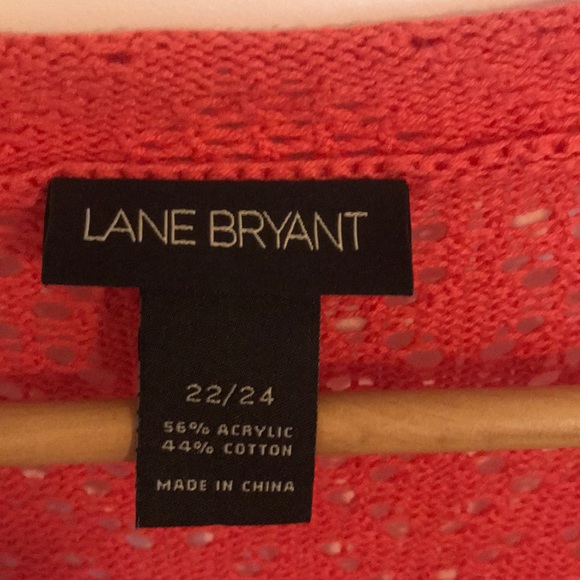 LANE BRYANT
22/24
56% ACRYLIC
44% COTTON
MADE IN CHINA